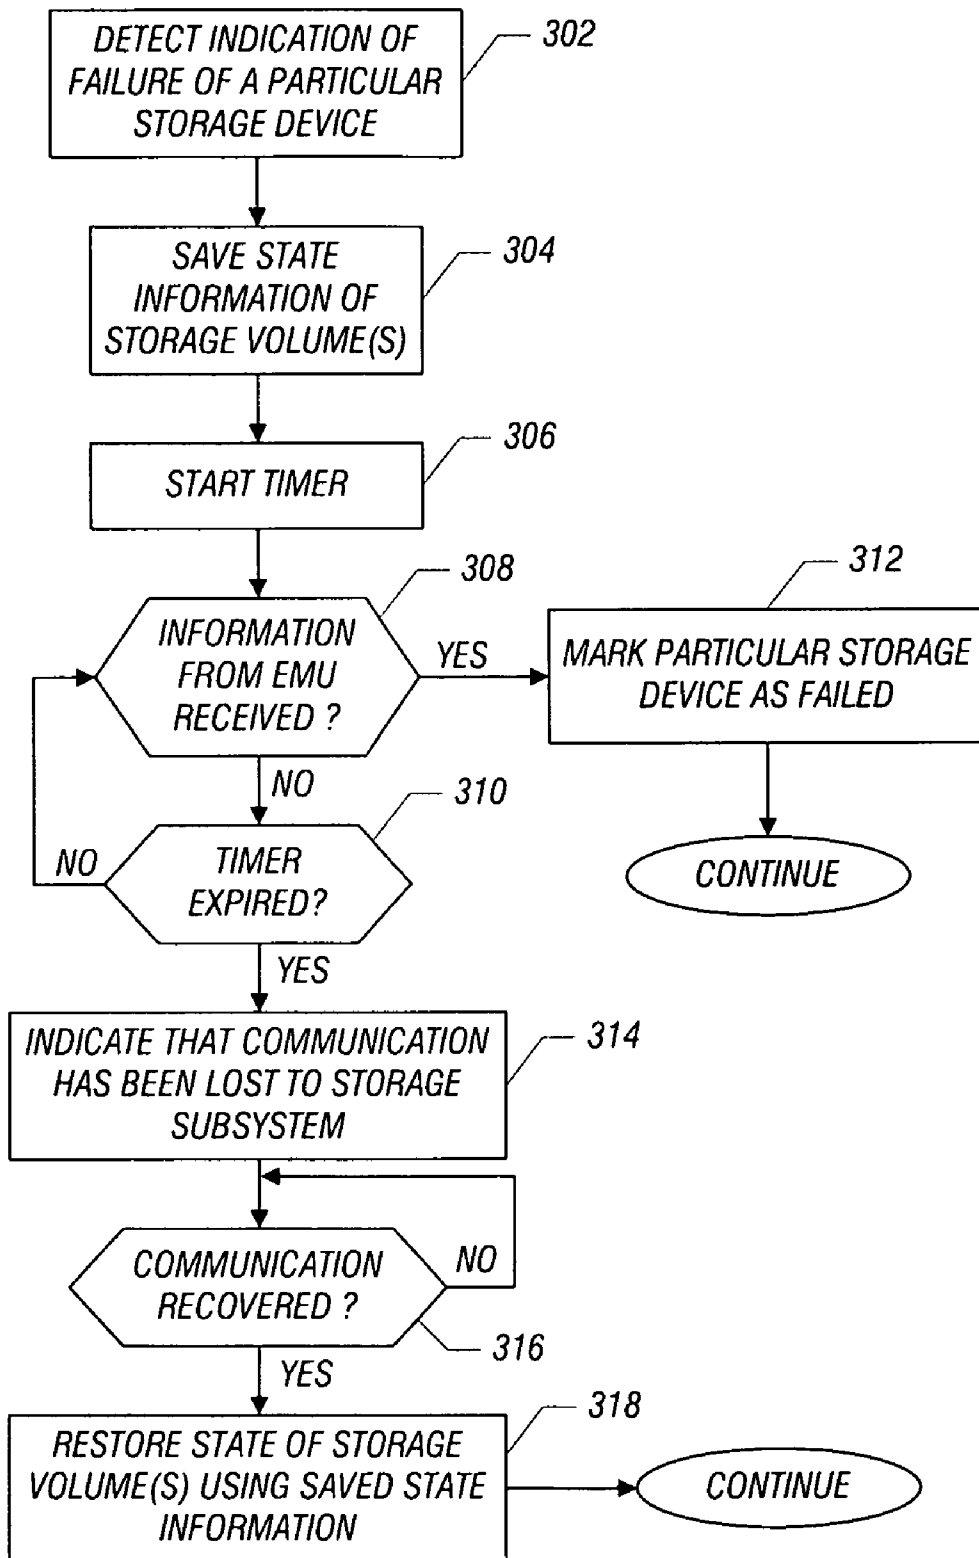 DETECT INDICATION OF
FAILURE OF A PARTICULAR
STORAGE DEVICE
302
SAVE STATE
INFORMATION OF
STORAGE VOLUME(S)
304
START TIMER
306
INFORMATION
FROM EMU
RECEIVED ?
308
YES
312
MARK PARTICULAR STORAGE
DEVICE AS FAILED
CONTINUE
NO
310
TIMER
EXPIRED?
NO
YES
INDICATE THAT COMMUNICATION
HAS BEEN LOST TO STORAGE
SUBSYSTEM
314
COMMUNICATION
RECOVERED ?
NO
316
YES
RESTORE STATE OF STORAGE
VOLUME(S) USING SAVED STATE
INFORMATION
318
CONTINUE